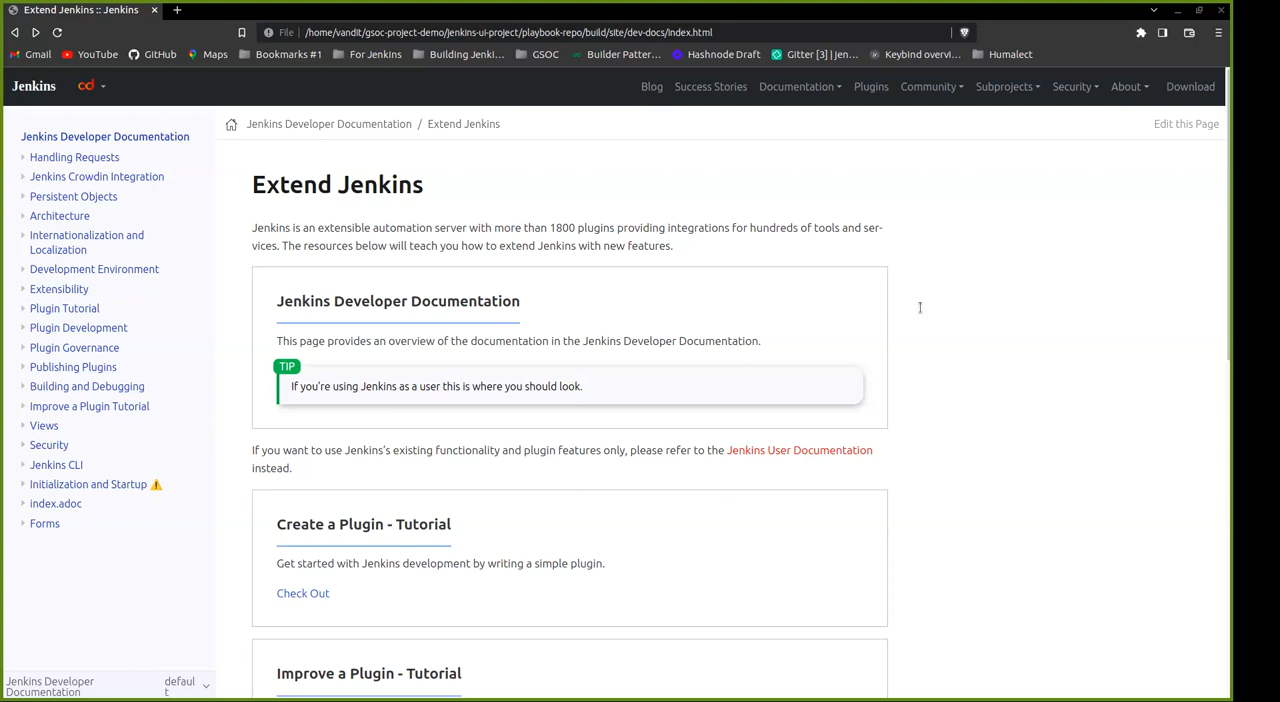 Extend Jenkins :: Jenkins
File
/home/vandit/gsoc-project-demo/jenkins-ui-project/playbook-repo/build/site/dev-docs/index.html
Gmail YouTube GitHub Maps Bookmarks #1 For Jenkins Building Jenki... GSOC Builder Patter... Hashnode Draft Gitter [3] |jen... Keybind overvi... Humalect
Jenkins cd Blog Success Stories Documentation Plugins Community Subprojects Security About Download
Jenkins Developer Documentation / Extend Jenkins Edit this Page
Jenkins Developer Documentation
Handling Requests
Jenkins Crowdin Integration
Persistent Objects
Architecture
Internationalization and
Localization
Development Environment
Extensibility
Plugin Tutorial
Plugin Development
Plugin Governance
Publishing Plugins
Building and Debugging
Improve a Plugin Tutorial
Views
Security
Jenkins CLI
Initialization and Startup ⚠
index.adoc
Forms
Jenkins Developer
Documentation
defaul
t
Extend Jenkins
Jenkins is an extensible automation server with more than 1800 plugins providing integrations for hundreds of tools and ser-
vices. The resources below will teach you how to extend Jenkins with new features.
Jenkins Developer Documentation
This page provides an overview of the documentation in the Jenkins Developer Documentation.
TIP
If you're using Jenkins as a user this is where you should look.
If you want to use Jenkins's existing functionality and plugin features only, please refer to the Jenkins User Documentation
instead.
Create a Plugin - Tutorial
Get started with Jenkins development by writing a simple plugin.
Check Out
Improve a Plugin - Tutorial